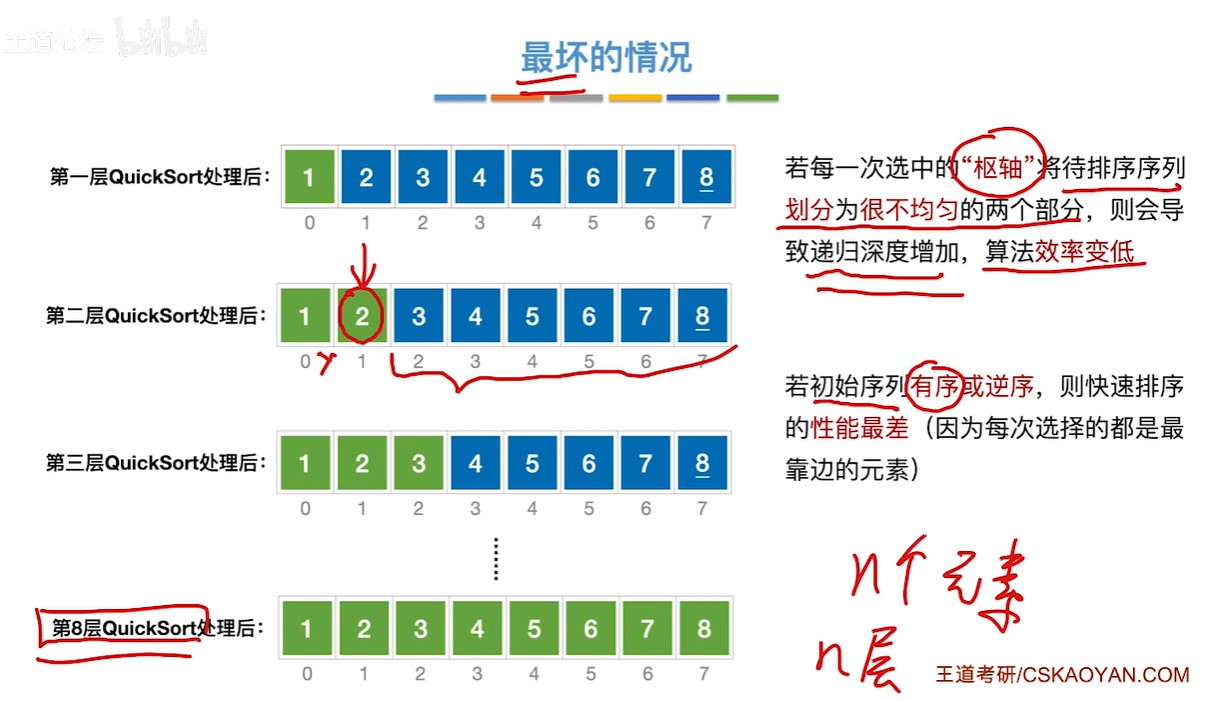 王道论坛 bilibili
最坏的情况
第一层QuickSort处理后：
1 2 3 4 5 6 7 8
0 1 2 3 4 5 6 7
第二层QuickSort处理后：
1 2 3 4 5 6 7 8
0 1 2 3 4 5 6 7
第三层QuickSort处理后：
1 2 3 4 5 6 7 8
0 1 2 3 4 5 6 7
第8层QuickSort处理后：
1 2 3 4 5 6 7 8
0 1 2 3 4 5 6 7
若每一次选中的“枢轴”将待排序序列
划分为很不均匀的两个部分，则会导
致递归深度增加，算法效率变低
若初始序列有序或逆序，则快速排序
的性能最差（因为每次选择的都是最
靠边的元素）
n个元素
n层
王道考研/CSKAOYAN.COM